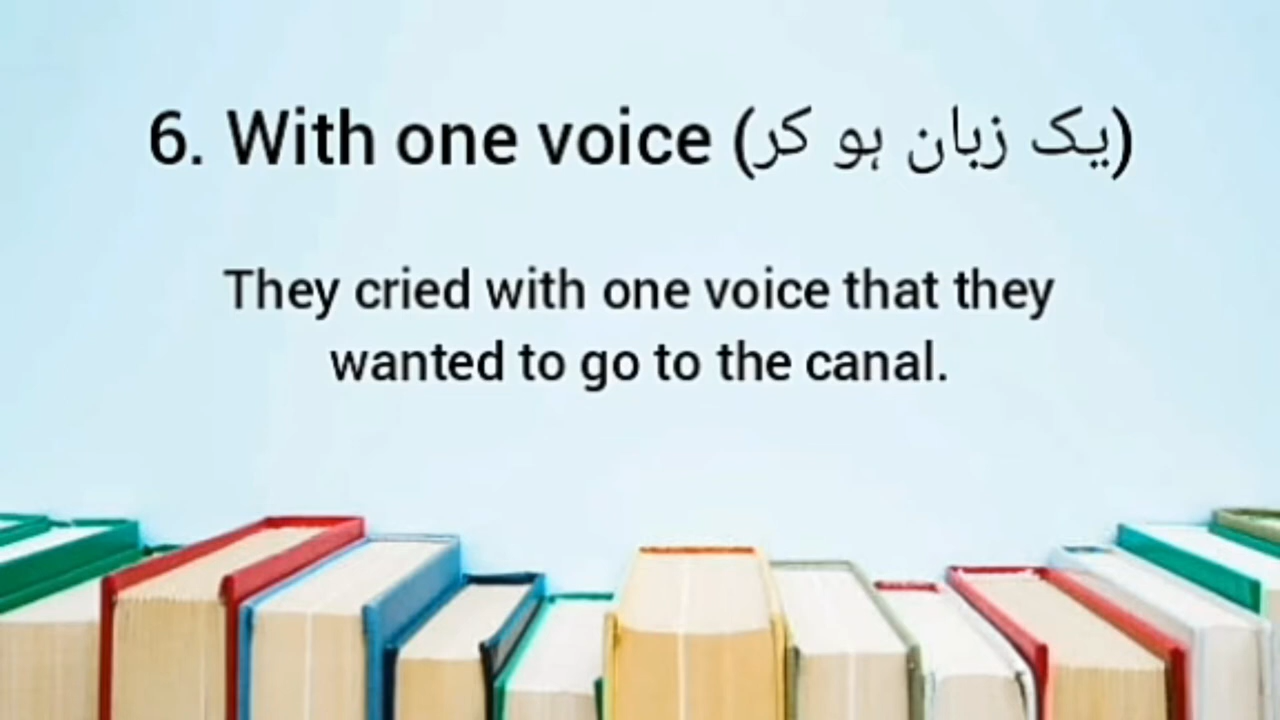 6. With one voice (یک زبان ہو کر)
They cried with one voice that they
wanted to go to the canal.